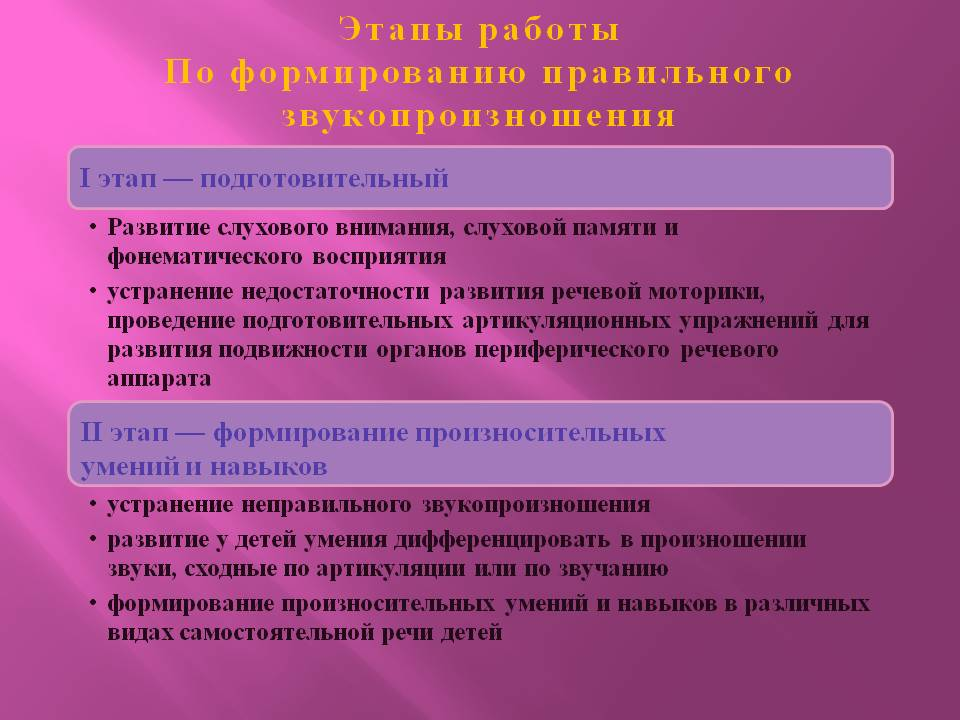 Этапы работы
По формированию правильного
звукопроизношения
I этап — подготовительный
• Развитие слухового внимания, слуховой памяти и
фонематического восприятия
• устранение недостаточности развития речевой моторики,
проведение подготовительных артикуляционных упражнений для
развития подвижности органов периферического речевого
аппарата
II этап — формирование произносительных
умений и навыков
• устранение неправильного звукопроизношения
• развитие у детей умения дифференцировать в произношении
звуки, сходные по артикуляции или по звучанию
• формирование произносительных умений и навыков в различных
видах самостоятельной речи детей